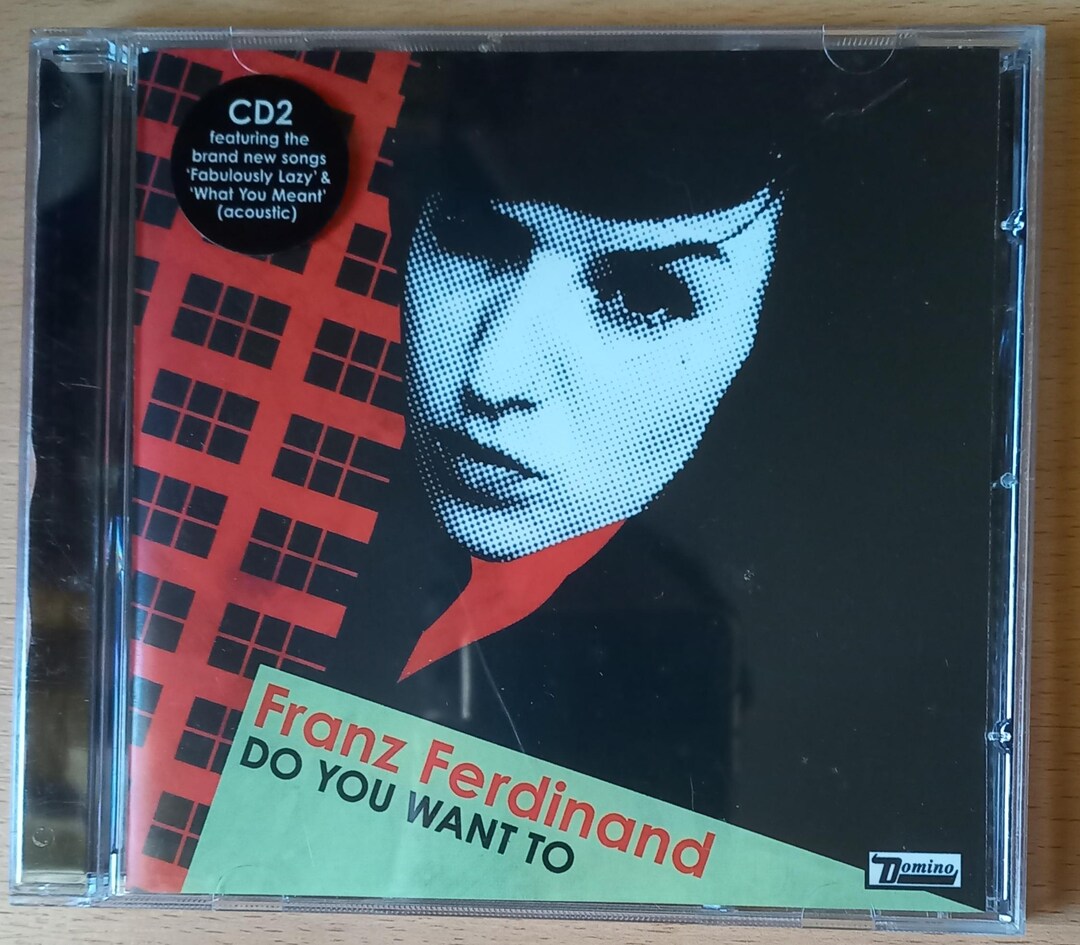 CD2
featuring the
brand new songs
'Fabulously Lazy' &
'What You Meant'
(acoustic)
Franz Ferdinand
DO YOU WANT TO
Domino